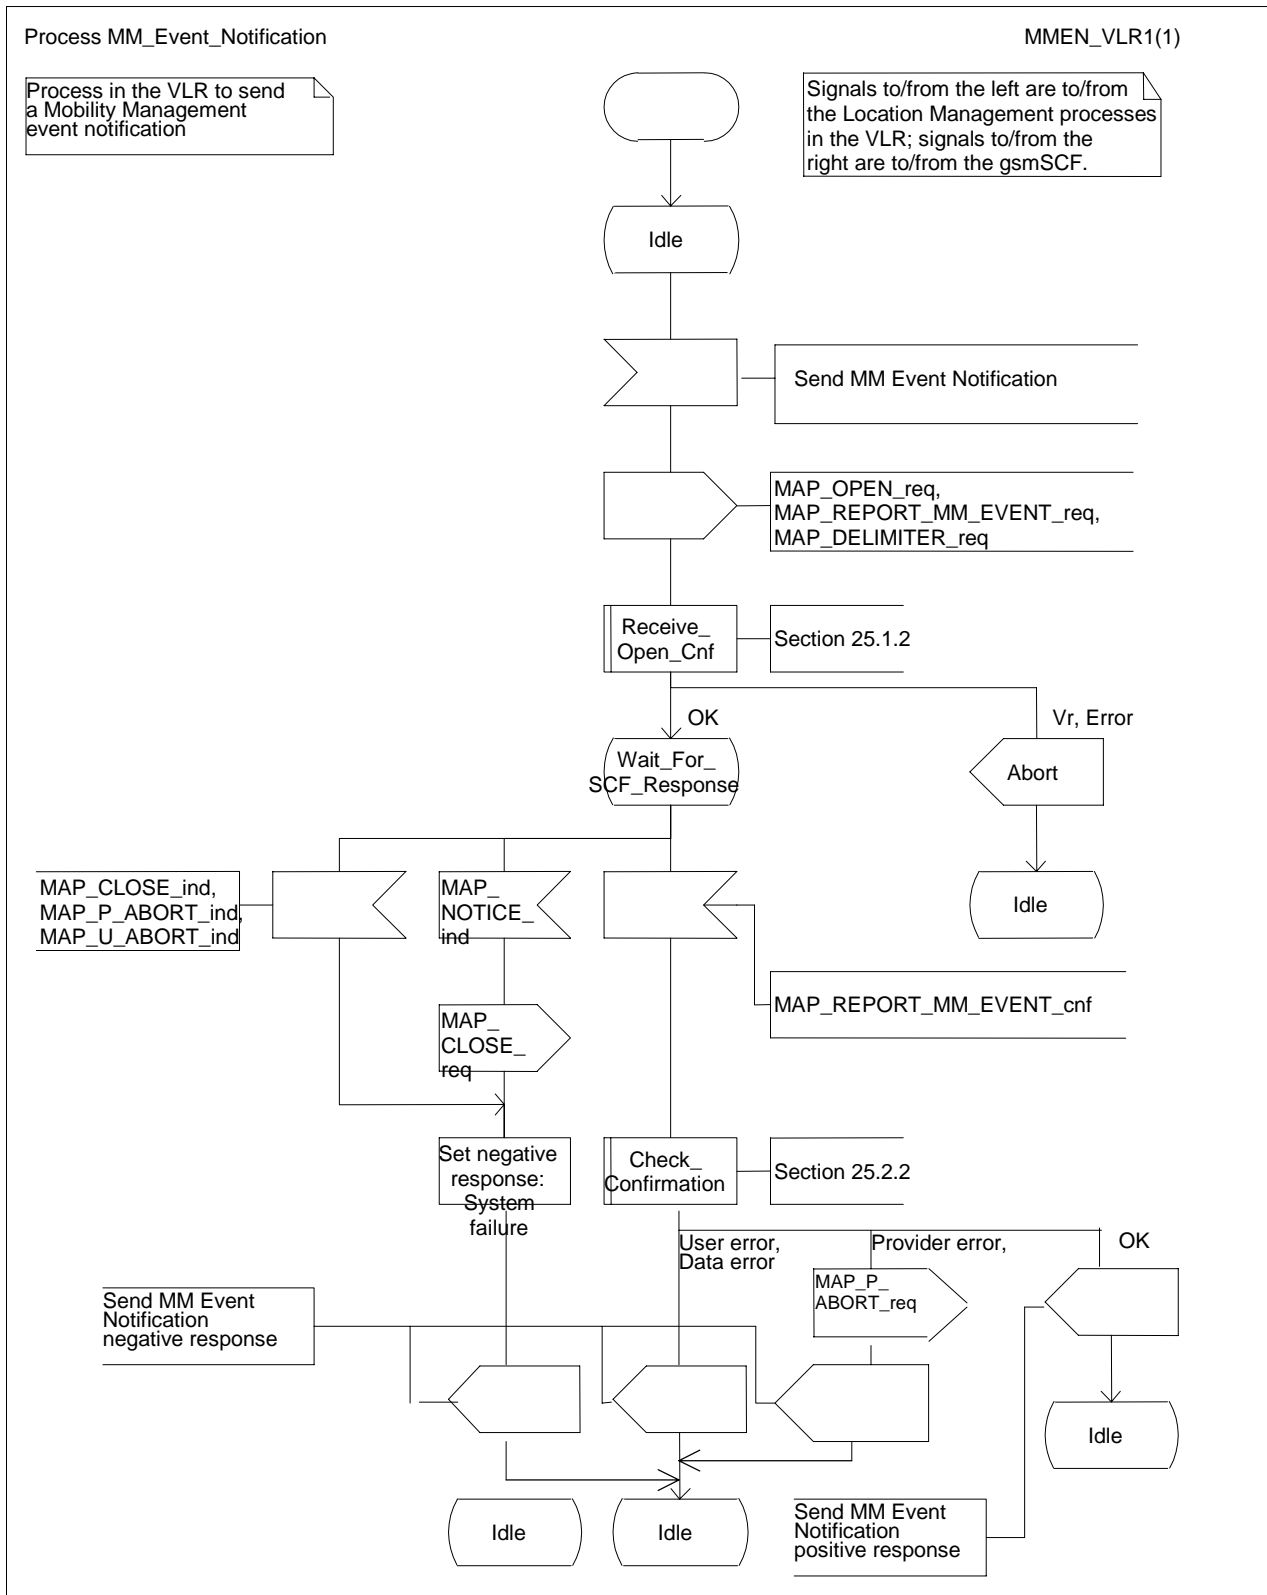 Process MM_Event_Notification
MMEN_VLR1(1)
Process in the VLR to send
a Mobility Management
event notification
Signals to/from the left are to/from
the Location Management processes
in the VLR; signals to/from the
right are to/from the gsmSCF.
Idle
Send MM Event Notification
MAP_OPEN_req,
MAP_REPORT_MM_EVENT_req,
MAP_DELIMITER_req
Receive_
Open_Cnf
Section 25.1.2
OK
Vr, Error
Wait_For_
SCF_Response
Abort
MAP_CLOSE_ind,
MAP_P_ABORT_ind,
MAP_U_ABORT_ind
MAP_
NOTICE_
ind
Idle
MAP_REPORT_MM_EVENT_cnf
MAP_
CLOSE_
req
Set negative
response:
System
failure
Check_
Confirmation
Section 25.2.2
User error,
Data error
Provider error,
OK
MAP_P_
ABORT_req
Send MM Event
Notification
negative response
Idle
Idle
Idle
Send MM Event
Notification
positive response